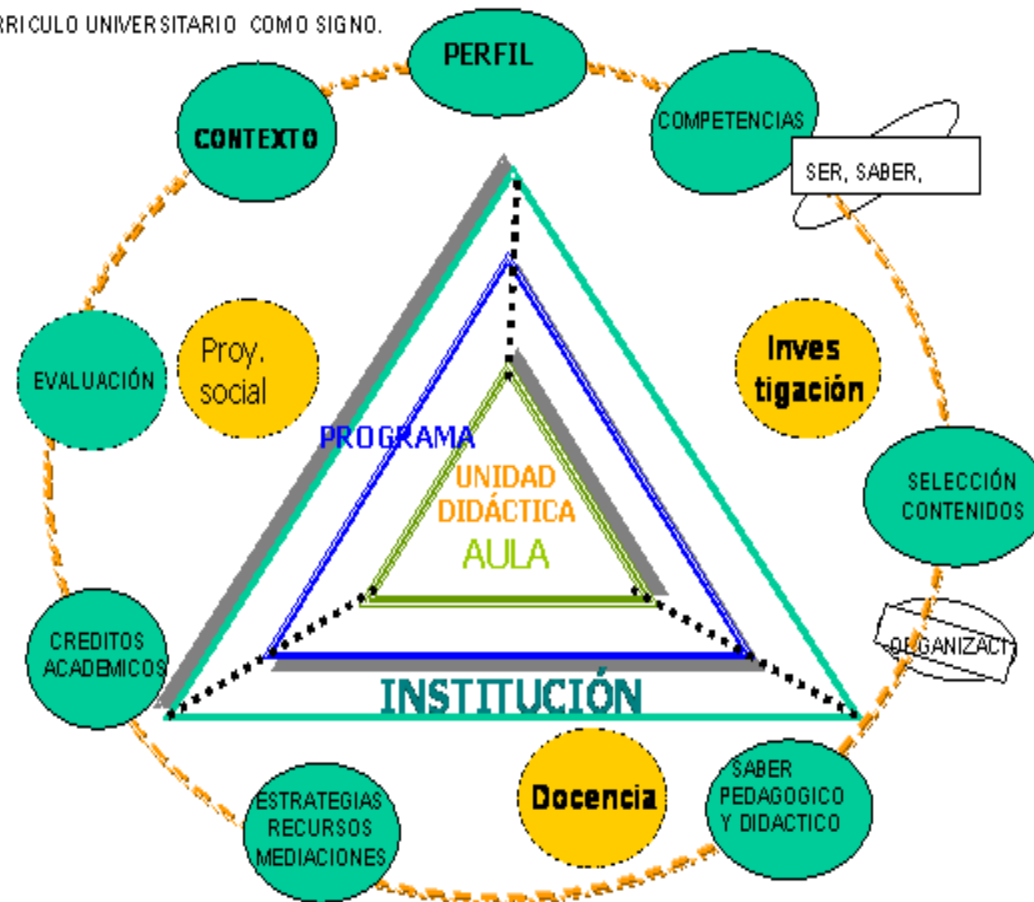 RRICULO UNIVERSITARIO COMO SIGNO.
PERFIL
COMPETENCIAS
SER, SABER,
CONTEXTO
Proy.
social
Inves
tigación
EVALUACIÓN
PROGRAMA
UNIDAD
DIDÁCTICA
AULA
SELECCIÓN
CONTENIDOS
ORGANIZACI
CREDITOS
ACADEMICOS
INSTITUCIÓN
Docencia
SABER
PEDAGOGICO
Y DIDACTICO
ESTRATEGIAS
RECURSOS
MEDIACIONES